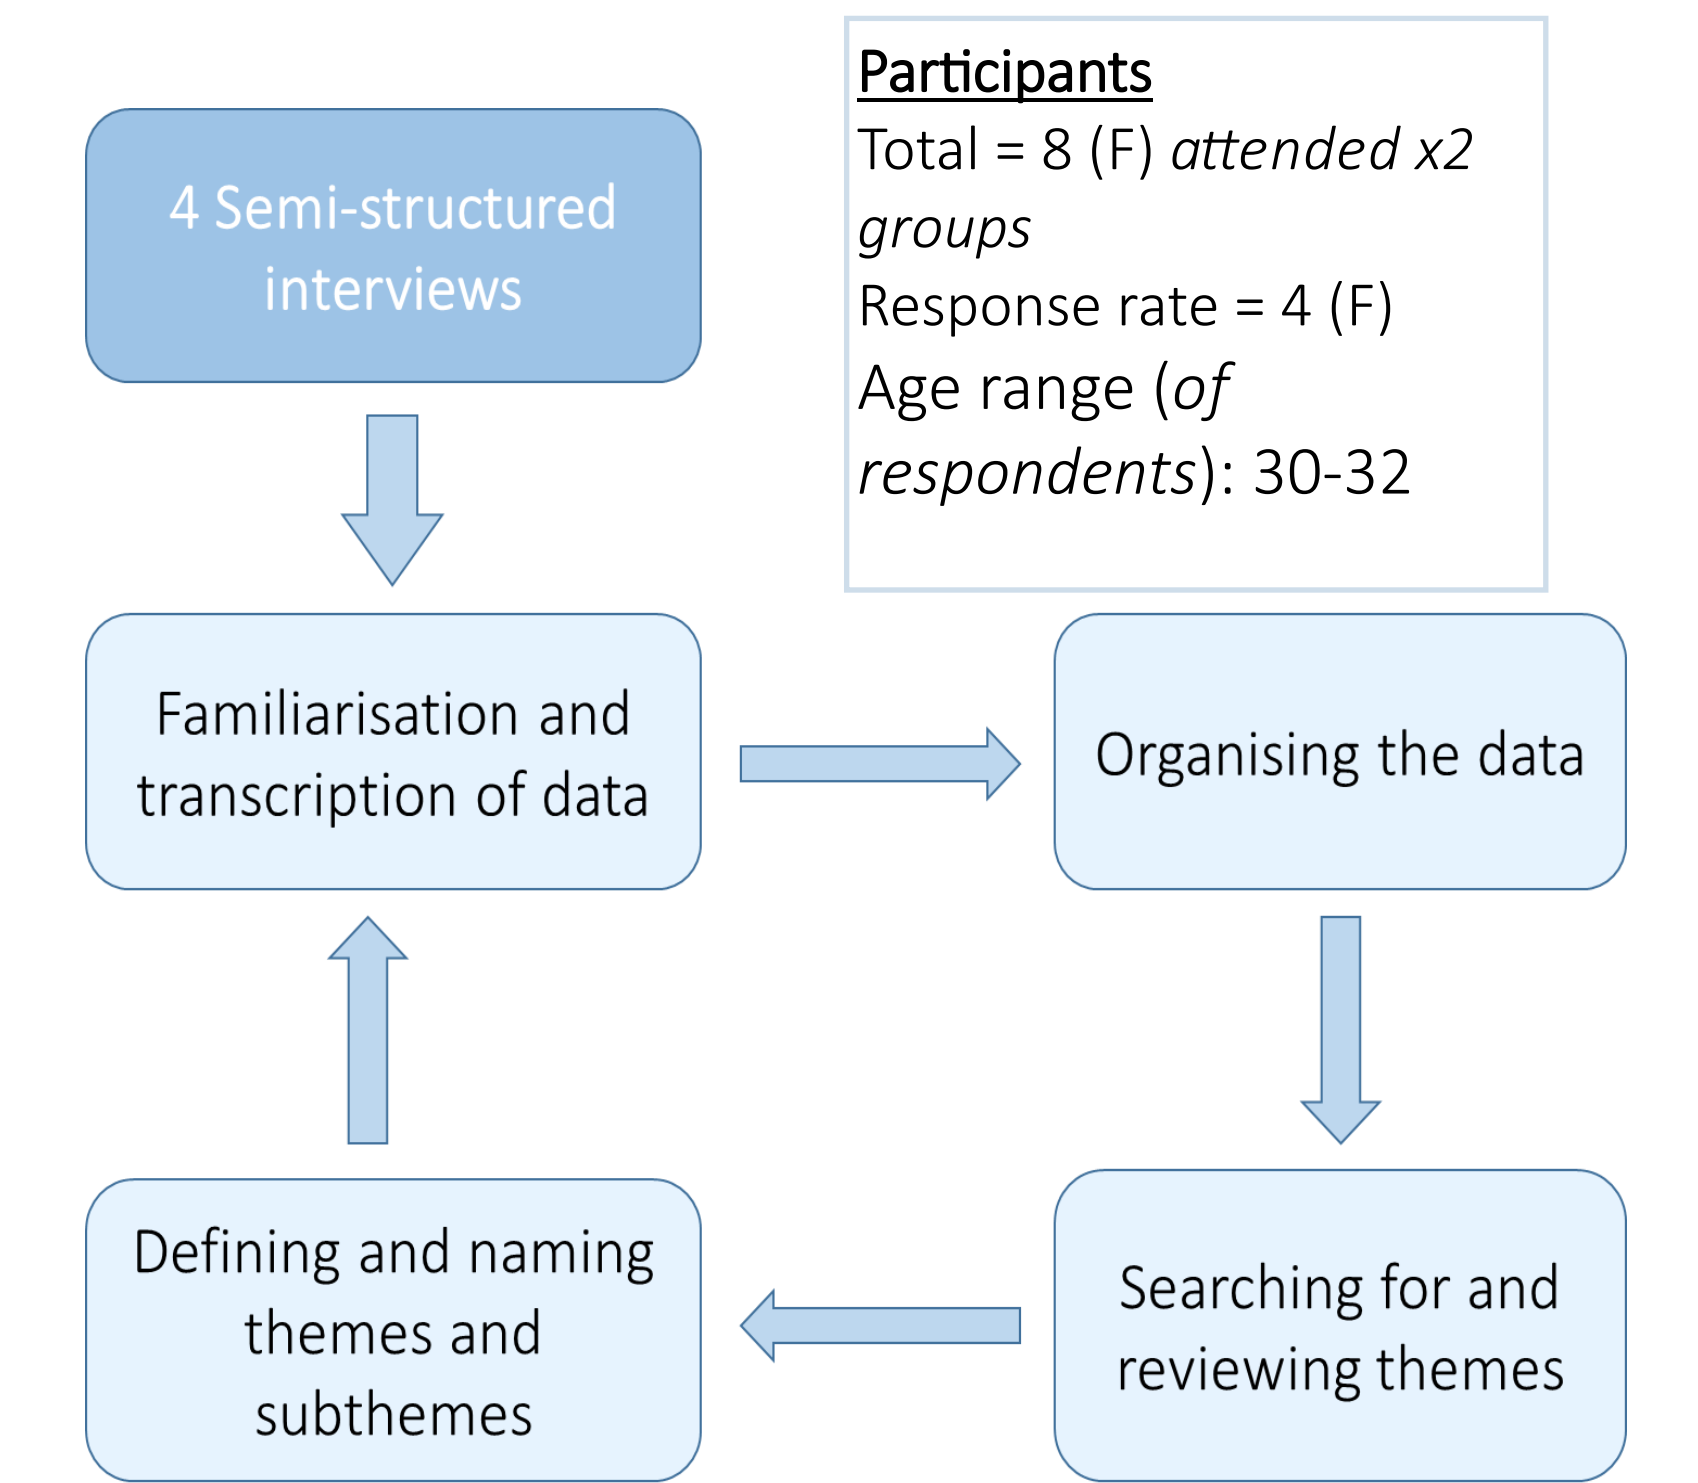 Participants
Total = 8 (F) attended x2
groups
Response rate = 4 (F)
Age range (of
respondents): 30-32
4 Semi-structured
interviews
Familiarisation and
transcription of data
Organising the data
Searching for and
reviewing themes
Defining and naming
themes and
subthemes